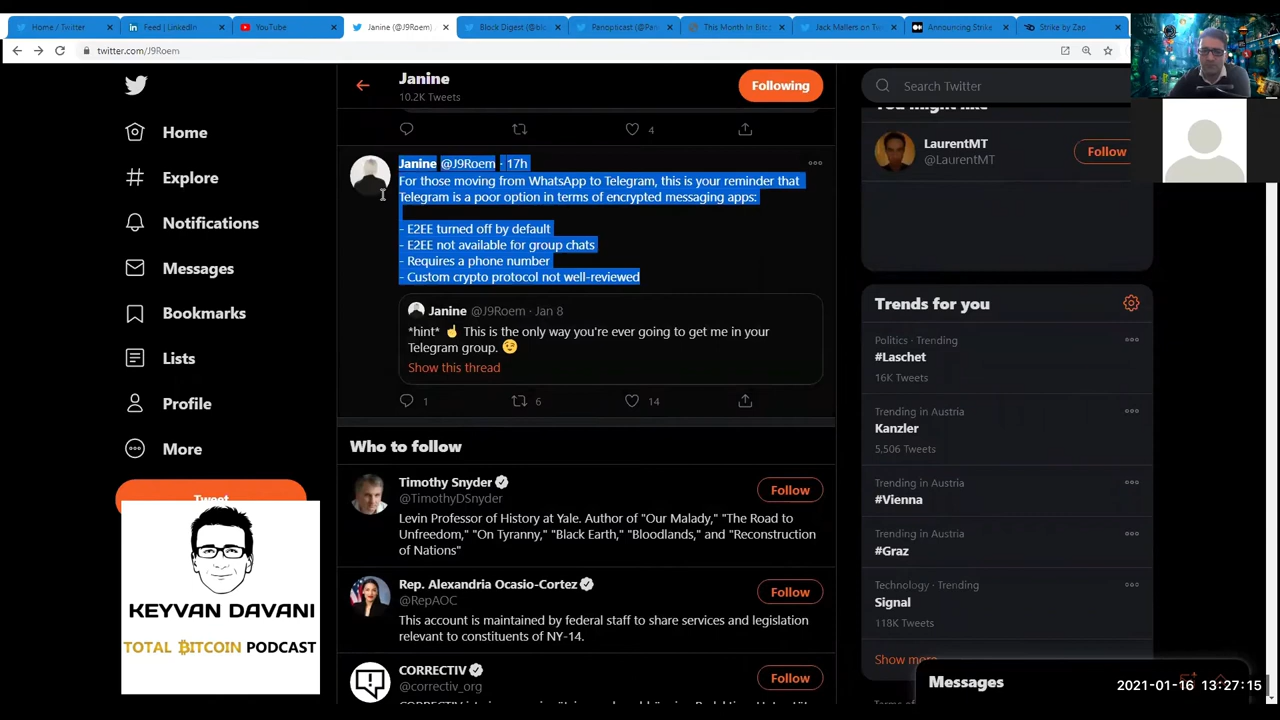 Home / Twitter
Feed | LinkedIn
YouTube
Janine (@J9Roem)
Block Digest (@blo
Panopticast (@Pan
This Month in Bitco
Jack Mallers on Twe
Announcing Strike
Strike by Zap
twitter.com/J9Roem
Home
Explore
Notifications
Messages
Bookmarks
Lists
Profile
More
Tweet
KEYVAN DAVANI
TOTAL BITCOIN PODCAST
Janine
10.2K Tweets
Following
4
Janine @J9Roem · 17h
For those moving from WhatsApp to Telegram, this is your reminder that
Telegram is a poor option in terms of encrypted messaging apps:
- E2EE turned off by default
- E2EE not available for group chats
- Requires a phone number
- Custom crypto protocol not well-reviewed
Janine @J9Roem · Jan 8
*hint* ☝ This is the only way you're ever going to get me in your
Telegram group. 😉
Show this thread
1
6
14
Who to follow
Timothy Snyder
@TimothyDSnyder
Follow
Levin Professor of History at Yale. Author of "Our Malady," "The Road to
Unfreedom," "On Tyranny," "Black Earth," "Bloodlands," and "Reconstruction
of Nations"
Rep. Alexandria Ocasio-Cortez
@RepAOC
Follow
This account is maintained by federal staff to share services and legislation
relevant to constituents of NY-14.
CORRECTIV
@correctiv_org
Follow
Search Twitter
You might like
LaurentMT
@LaurentMT
Follow
Trends for you
Politics · Trending
#Laschet
16K Tweets
Trending in Austria
Kanzler
5,506 Tweets
Trending in Austria
#Vienna
Trending in Austria
#Graz
Technology · Trending
Signal
118K Tweets
Show more
Messages
2021-01-16 13:27:15